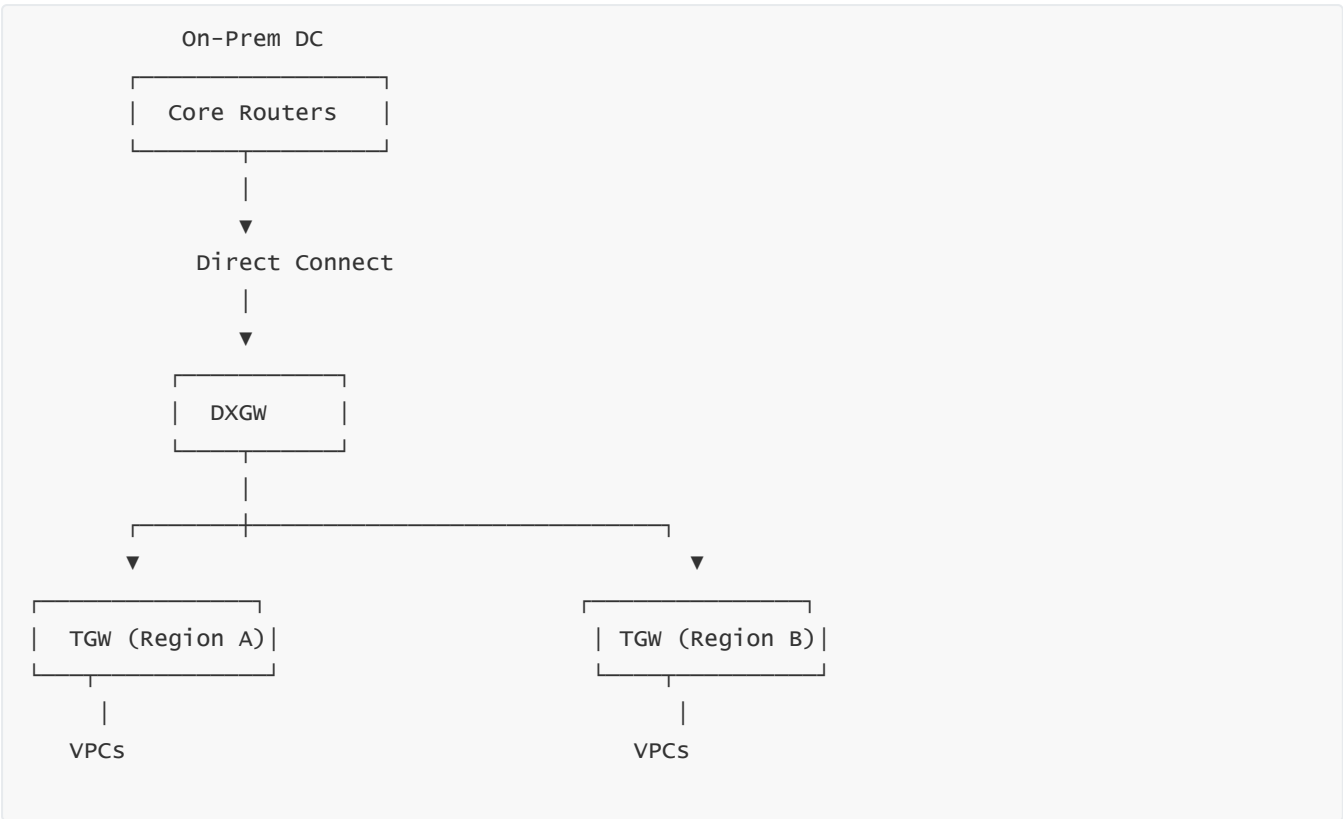 On-Prem DC
Core Routers
Direct Connect
DXGW
TGW (Region A) TGW (Region B)
VPCs VPCs